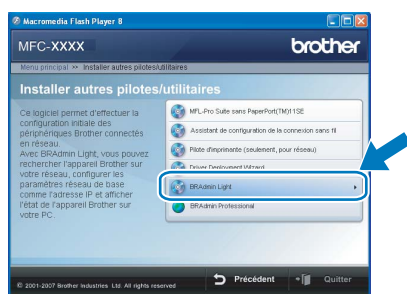 Macromedia Flash Player 8
MFC-XXXX
brother
Menu principal >> Installer autres pilotes/utilitaires
Installer autres pilotes/utilitaires
Ce logiciel permet d'effectuer la
configuration initiale des
périphériques Brother connectés
en réseau.
Avec BRAdmin Light, vous pouvez
rechercher l'appareil Brother sur
votre réseau, configurer les
paramètres réseau de base
comme l'adresse IP et afficher
l'état de l'appareil Brother sur
votre PC.
MFL-Pro Suite sans PaperPort(TM)11SE
Assistant de configuration de la connexion sans fil
Pilote d'imprimante (seulement, pour réseau)
Driver Deployment Wizard
BRAdmin Light
BRAdmin Professional
© 2001-2007 Brother Industries Ltd. All rights reserved
Précédent
Quitter